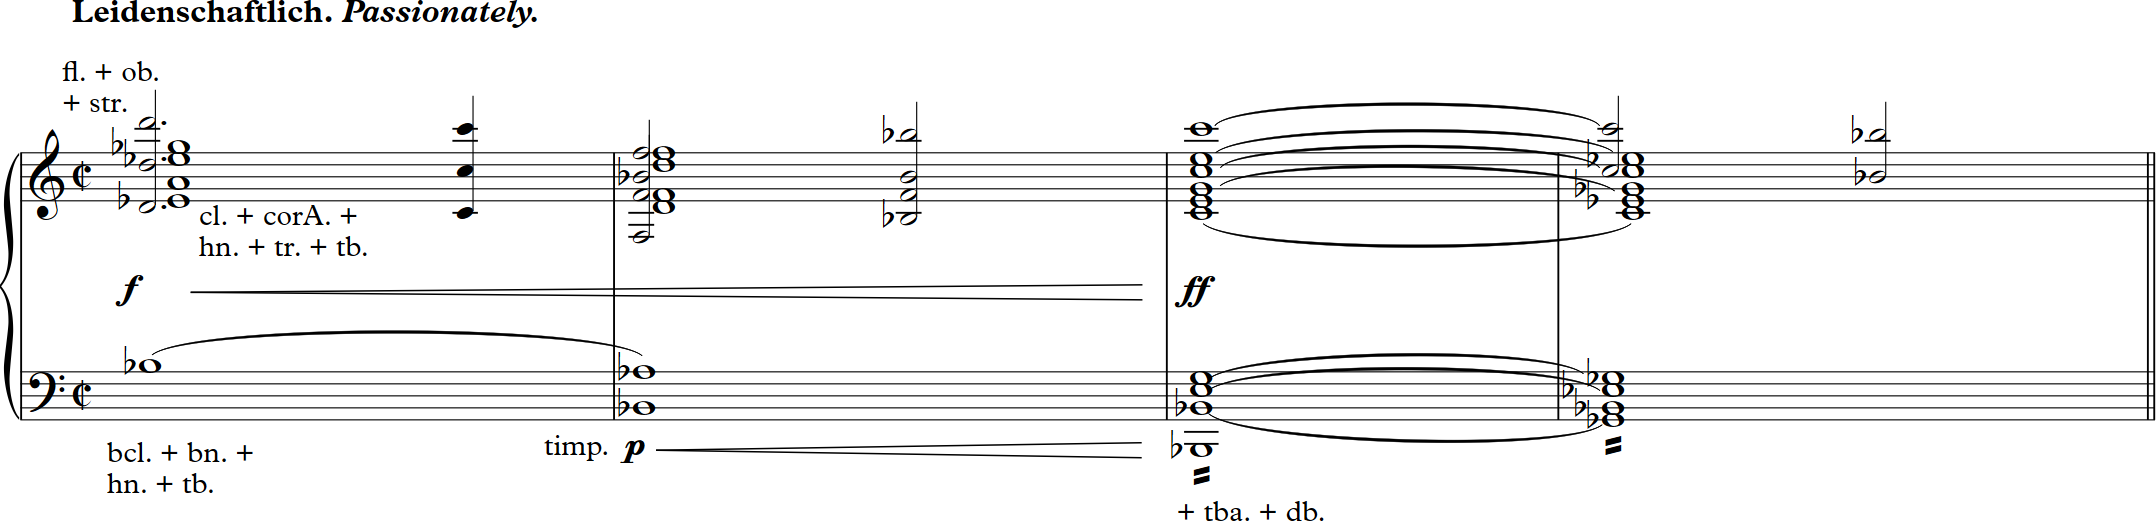 Leidenschaftlich. Passionately.
fl. + ob.
+ str.
cl. + corA. +
hn. + tr. + tb.
f
ff
bcl. + bn. +
hn. + tb.
timp. p
+ tba. + db.